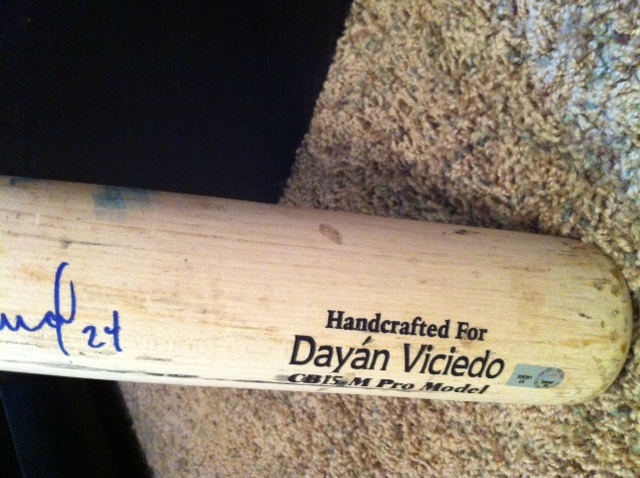 24
Handcrafted For
Dayán Viciedo
CB15-M Pro Model